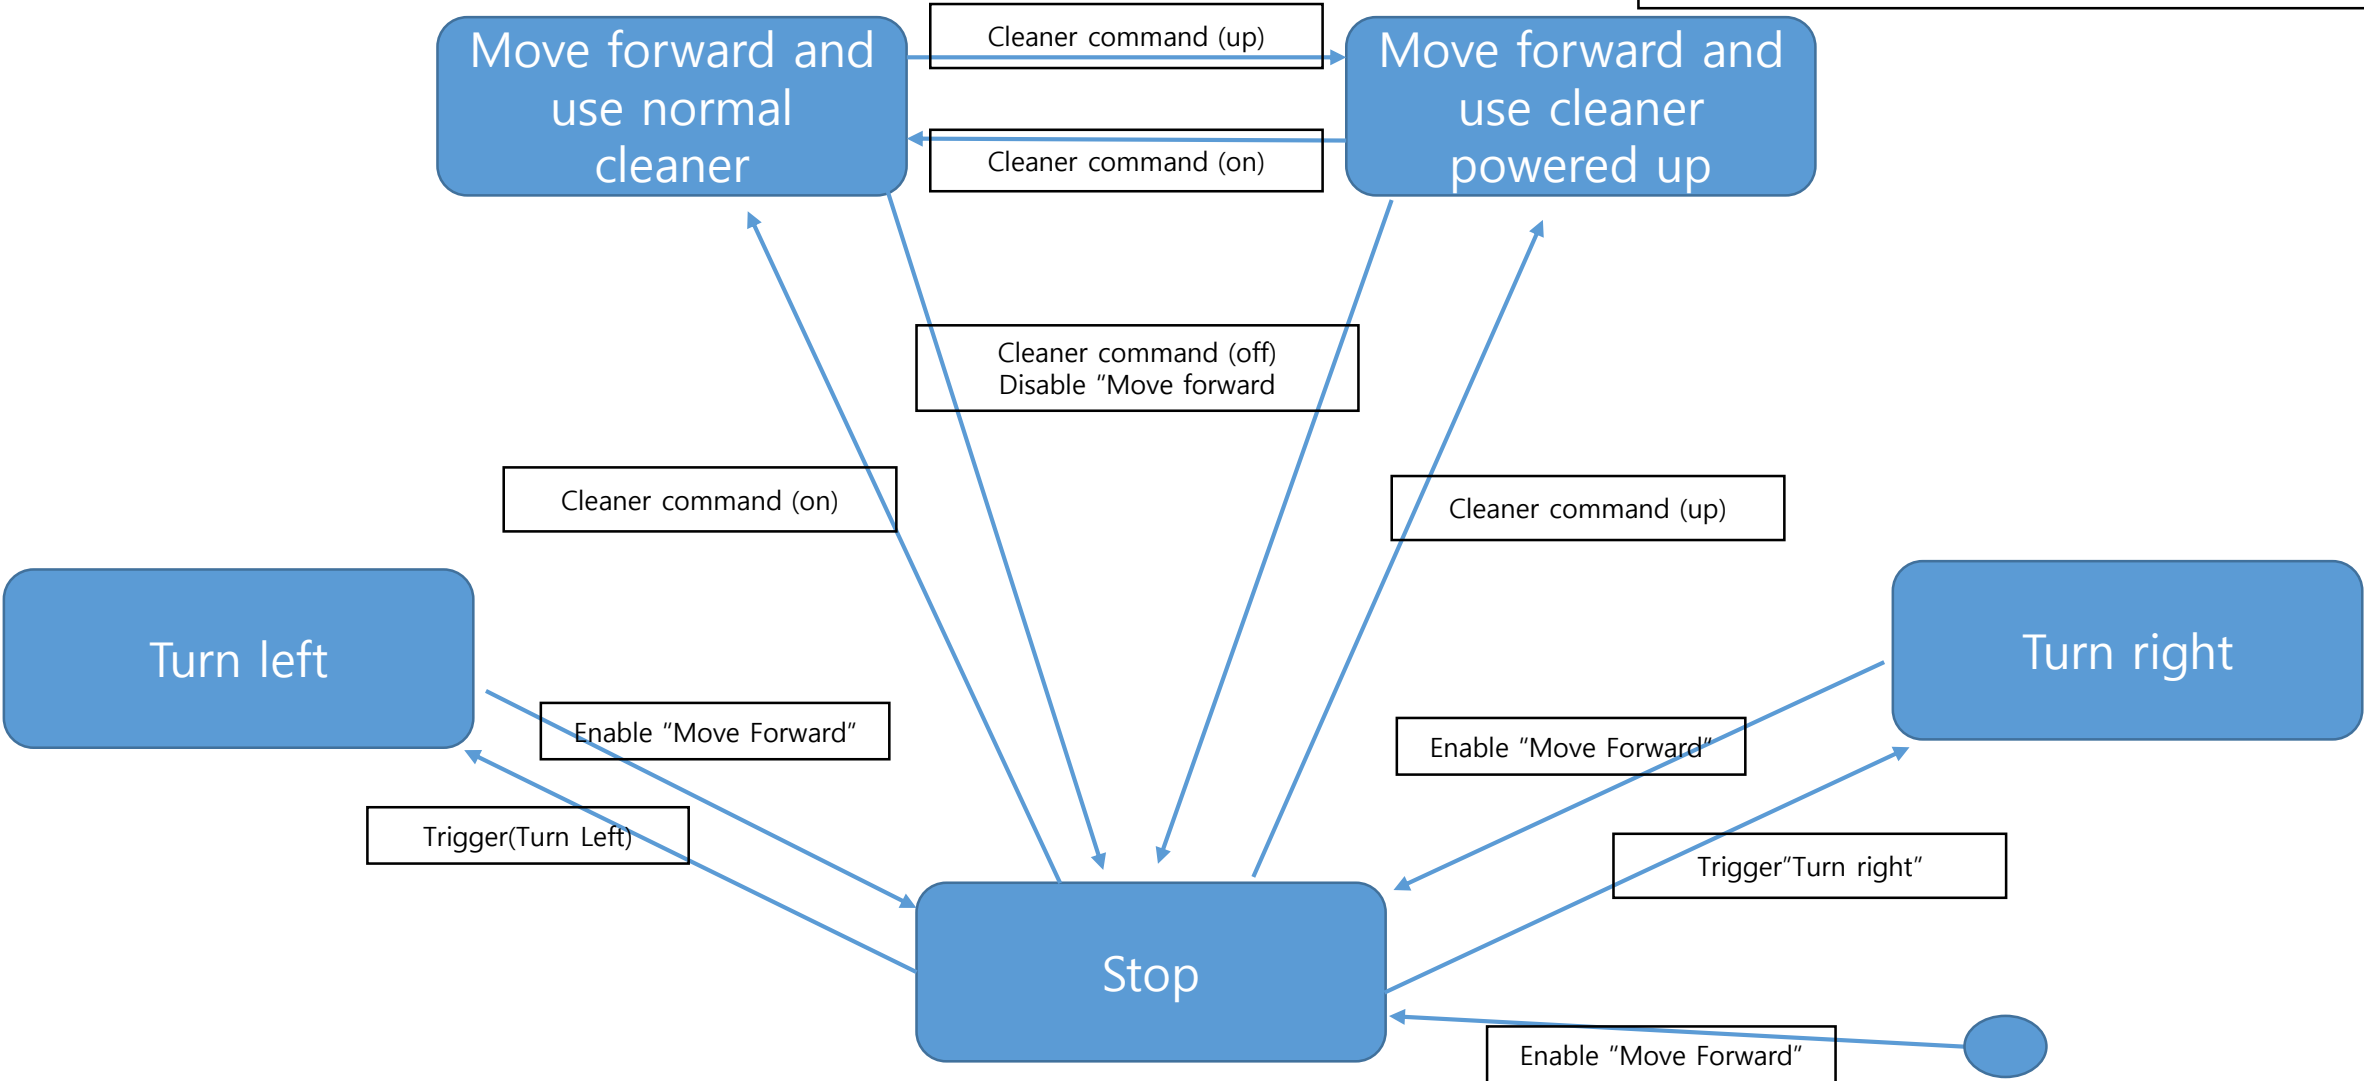 Cleaner command (up)
Move forward and
use normal
cleaner
Move forward and
use cleaner
powered up
Cleaner command (on)
Cleaner command (off)
Disable "Move forward
Cleaner command (on)
Cleaner command (up)
Turn left
Turn right
Enable "Move Forward"
Enable "Move Forward"
Trigger(Turn Left)
Trigger"Turn right"
Stop
Enable "Move Forward"